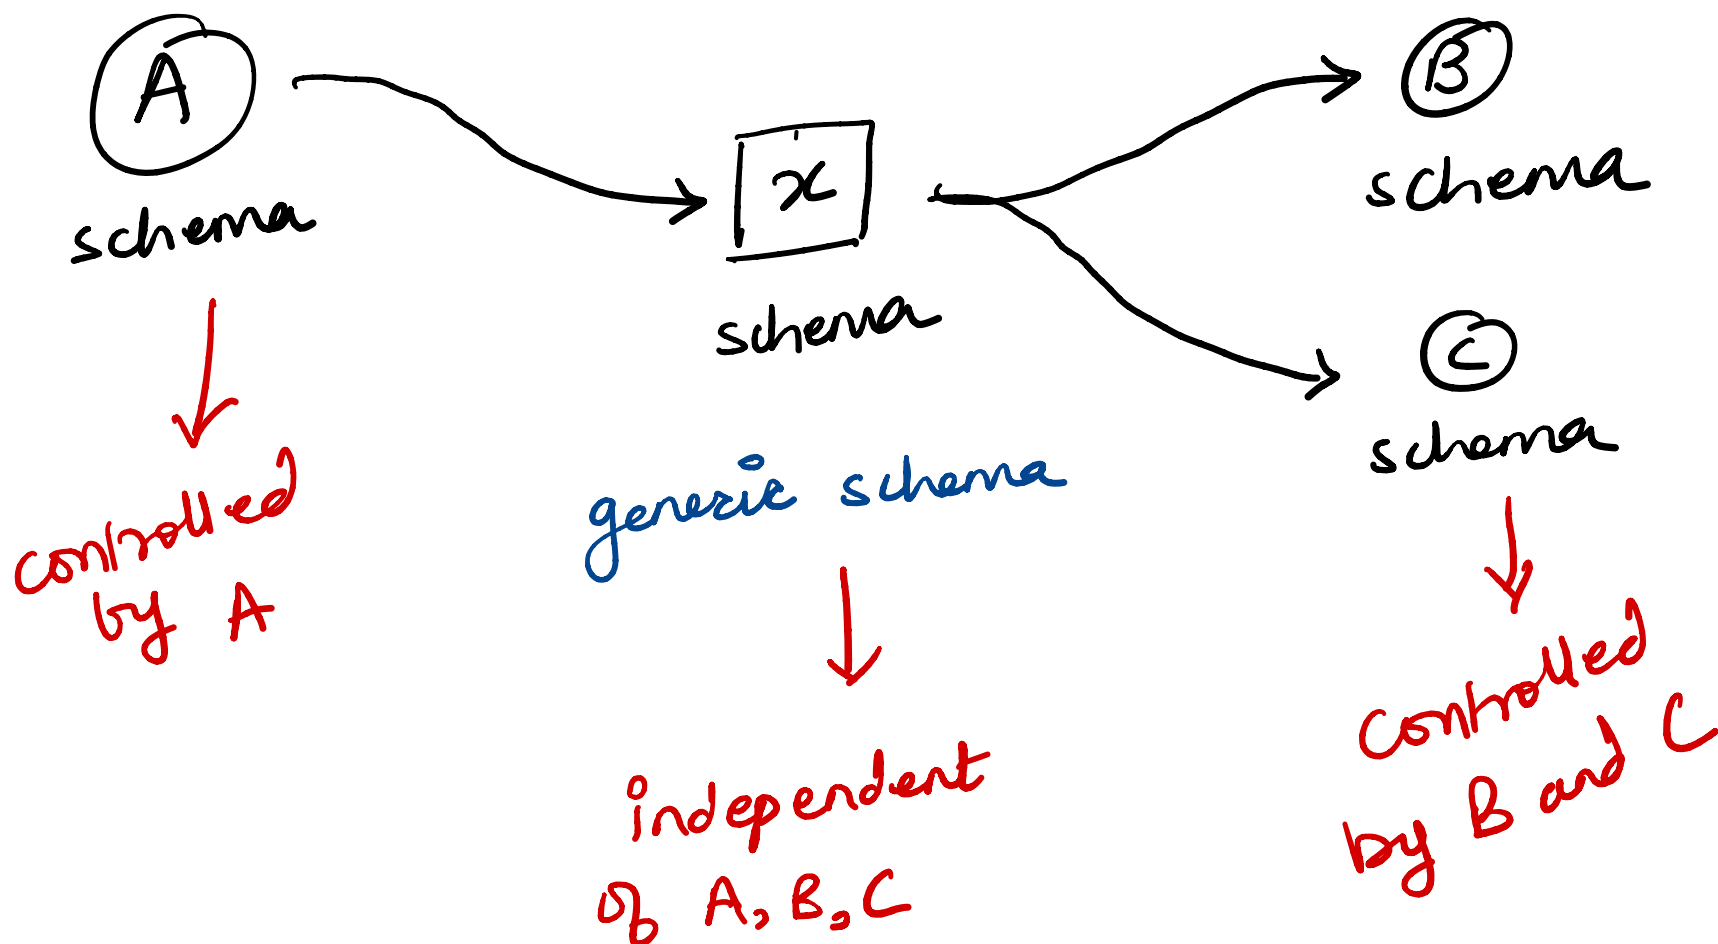 A
schema
controlled
by A
x
schema
generic schema
independent
of A, B, C
B
schema
C
schema
controlled
by B and C